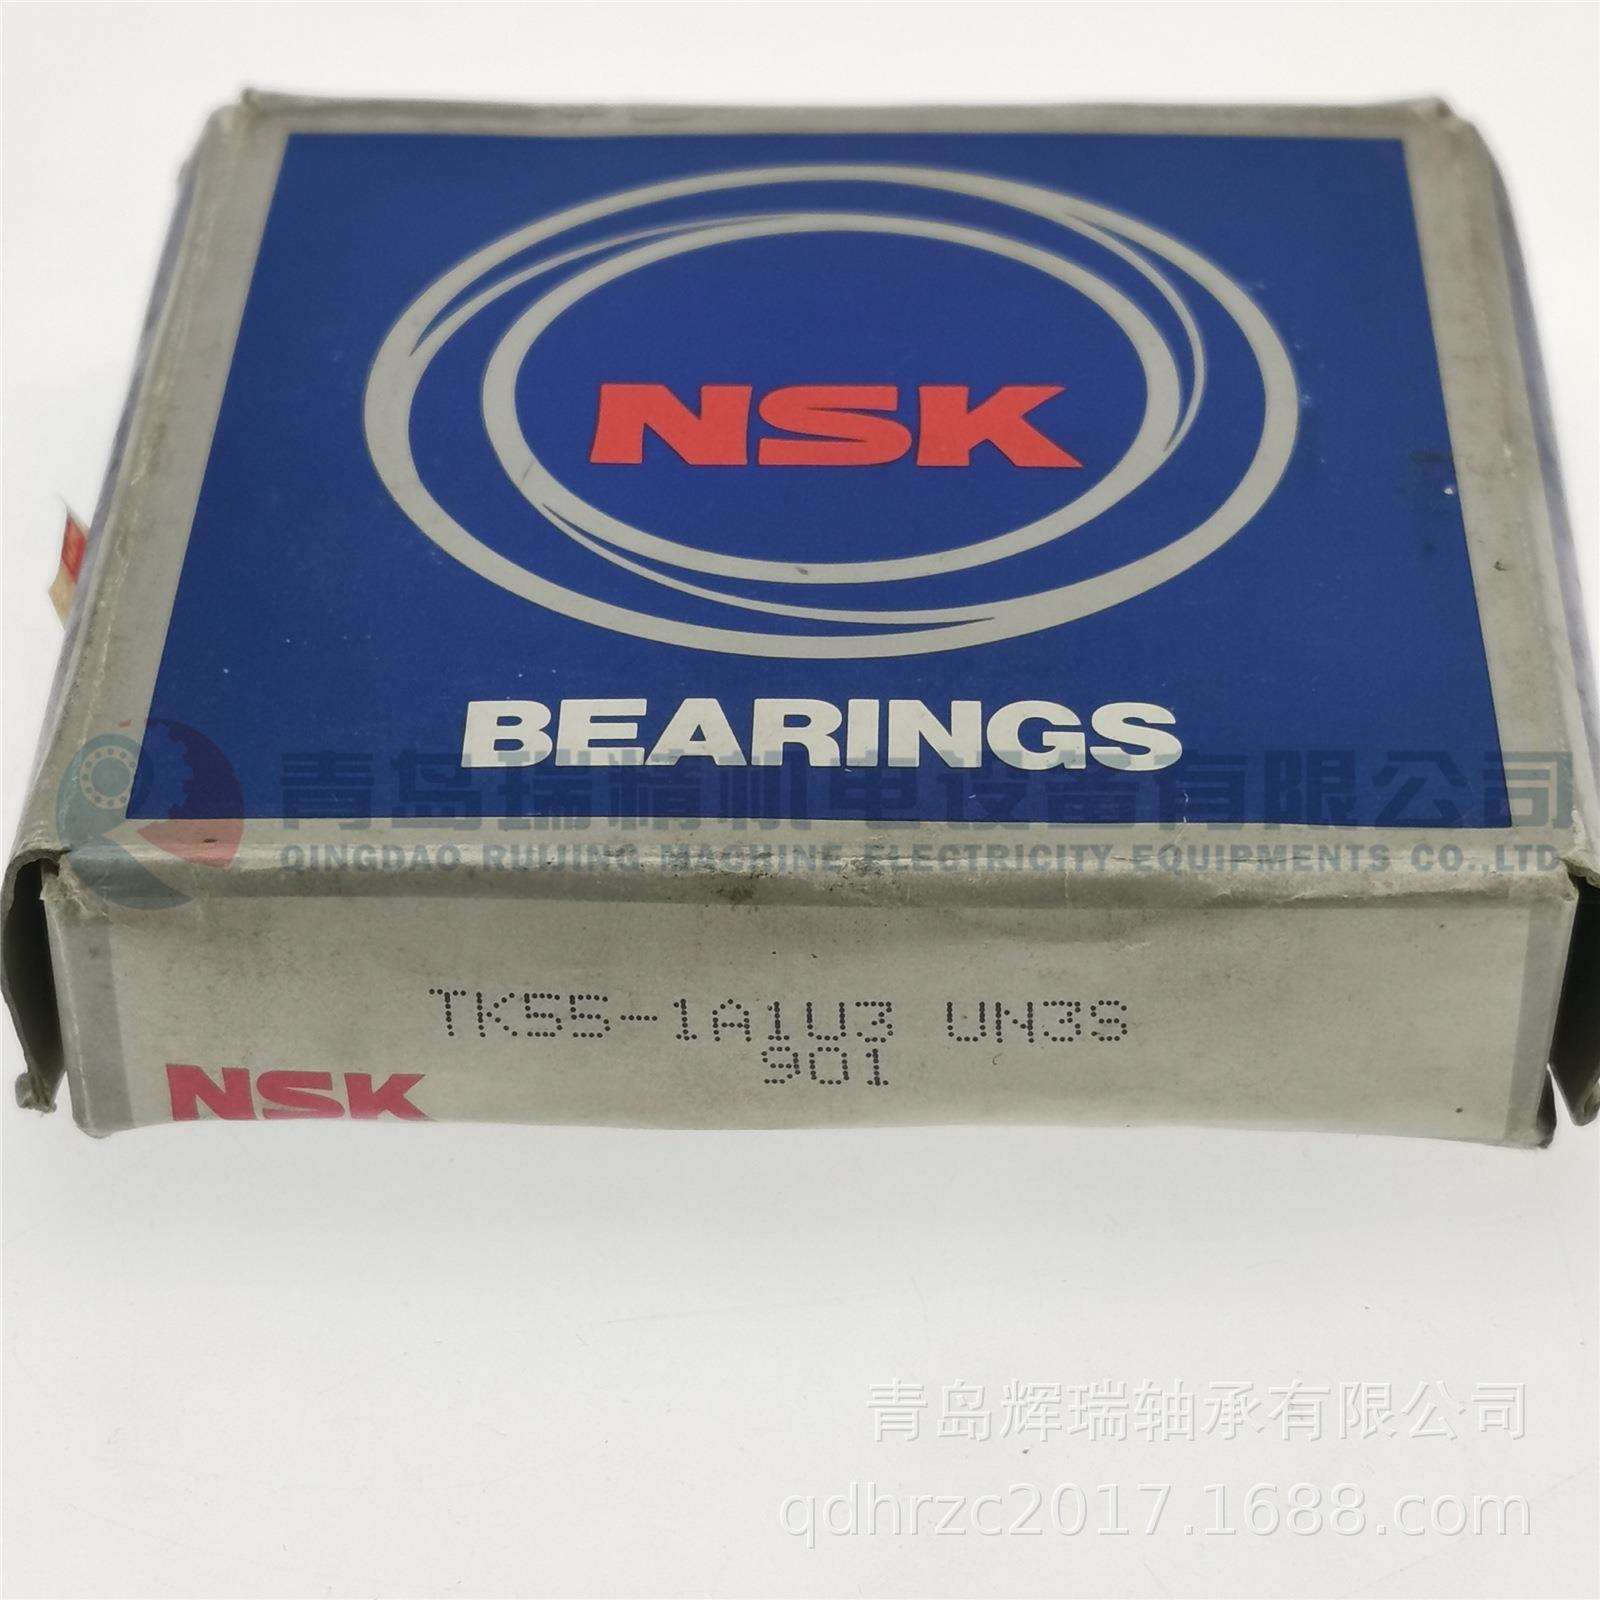 NSK
BEARINGS
青岛瑞精机电设备有限公司
QINGDAO RUIJING MACHINE ELECTRICITY EQUIPMENTS CO.,LTD
TK55-1A1U3 UN3S
901
NSK
青岛辉瑞轴承有限公司
qdhrzc2017.1688.com